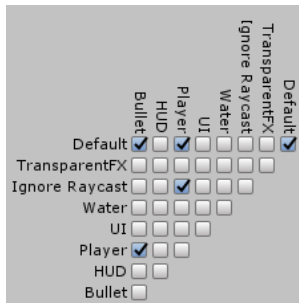 Bullet
HUD
Player
UI
Water
Ignore Raycast
TransparentFX
Default
Default
TransparentFX
Ignore Raycast
Water
UI
Player
HUD
Bullet